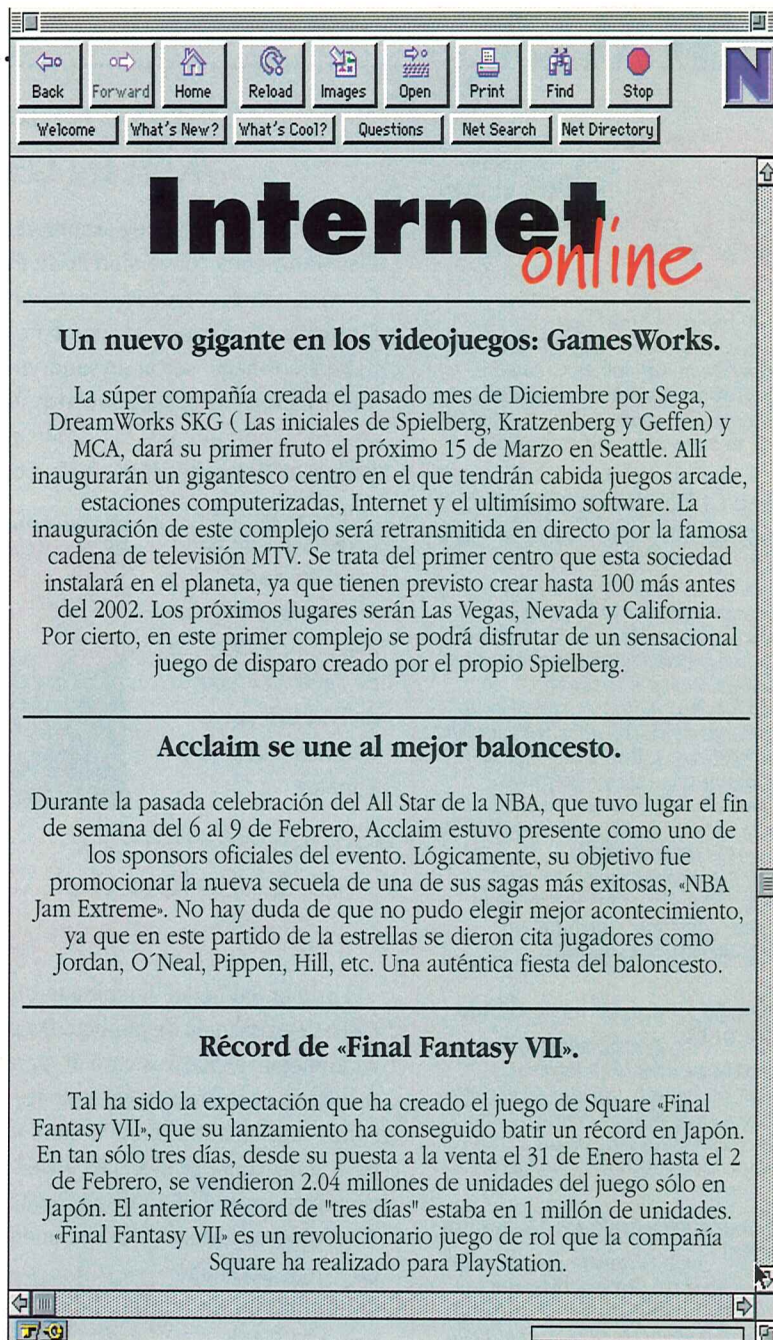 Back Forward Home Reload Images Open Print Find Stop N
Welcome What's New? What's Cool? Questions Net Search Net Directory
Internet
online
Un nuevo gigante en los videojuegos: GamesWorks.
La súper compañía creada el pasado mes de Diciembre por Sega,
DreamWorks SKG ( Las iniciales de Spielberg, Kratzenberg y Geffen) y
MCA, dará su primer fruto el próximo 15 de Marzo en Seattle. Allí
inaugurarán un gigantesco centro en el que tendrán cabida juegos arcade,
estaciones computerizadas, Internet y el ultimísimo software. La
inauguración de este complejo será retransmitida en directo por la famosa
cadena de televisión MTV. Se trata del primer centro que esta sociedad
instalará en el planeta, ya que tienen previsto crear hasta 100 más antes
del 2002. Los próximos lugares serán Las Vegas, Nevada y California.
Por cierto, en este primer complejo se podrá disfrutar de un sensacional
juego de disparo creado por el propio Spielberg.
Acclaim se une al mejor baloncesto.
Durante la pasada celebración del All Star de la NBA, que tuvo lugar el fin
de semana del 6 al 9 de Febrero, Acclaim estuvo presente como uno de
los sponsors oficiales del evento. Lógicamente, su objetivo fue
promocionar la nueva secuela de una de sus sagas más exitosas, «NBA
Jam Extreme». No hay duda de que no pudo elegir mejor acontecimiento,
ya que en este partido de la estrellas se dieron cita jugadores como
Jordan, O´Neal, Pippen, Hill, etc. Una auténtica fiesta del baloncesto.
Récord de «Final Fantasy VII».
Tal ha sido la expectación que ha creado el juego de Square «Final
Fantasy VII», que su lanzamiento ha conseguido batir un récord en Japón.
En tan sólo tres días, desde su puesta a la venta el 31 de Enero hasta el 2
de Febrero, se vendieron 2.04 millones de unidades del juego sólo en
Japón. El anterior Récord de "tres días" estaba en 1 millón de unidades.
«Final Fantasy VII» es un revolucionario juego de rol que la compañía
Square ha realizado para PlayStation.